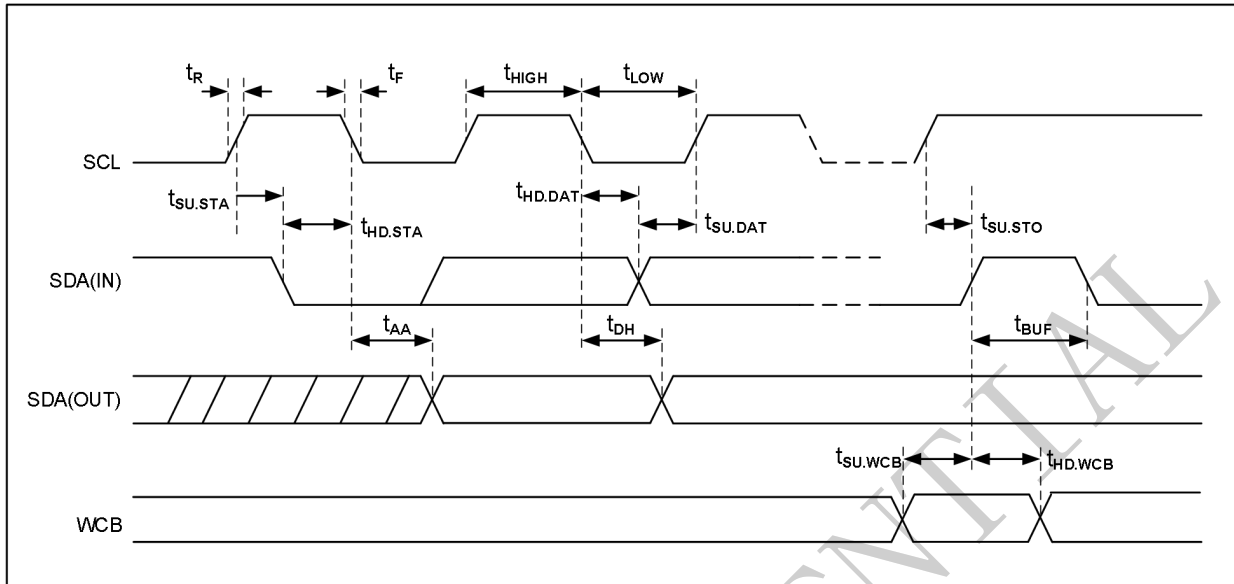 tR tF tHIGH tLOW
SCL
tSU.STA tHD.STA tHD.DAT tSU.DAT tSU.STO
SDA(IN)
tAA tDH tBUF
SDA(OUT)
tSU.WCB tHD.WCB
WCB